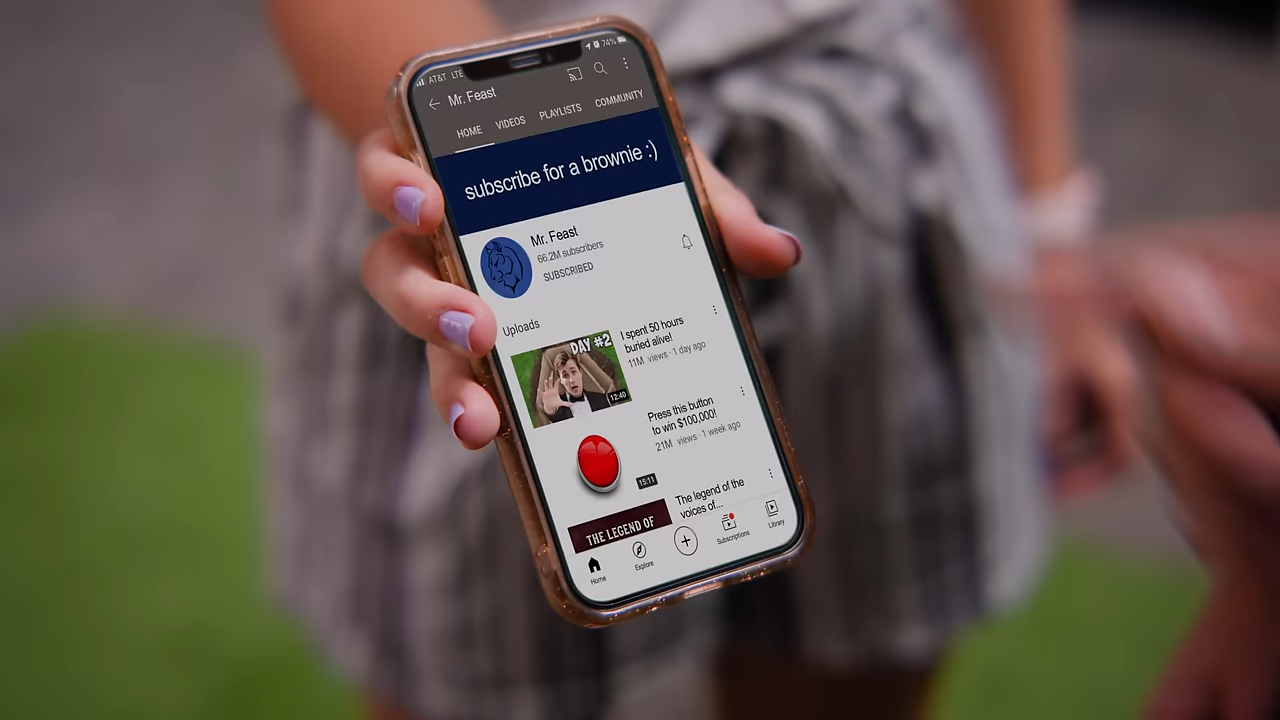 AT&T LTE 74%
Mr. Feast
HOME VIDEOS PLAYLISTS COMMUNITY
subscribe for a brownie :)
Mr. Feast
66.2M subscribers
SUBSCRIBED
Uploads
DAY #2
12:40
I spent 50 hours
buried alive!
11M views · 1 day ago
15:11
Press this button
to win $100,000!
21M views · 1 week ago
THE LEGEND OF
The legend of the
voices of...
Home Explore Subscriptions Library